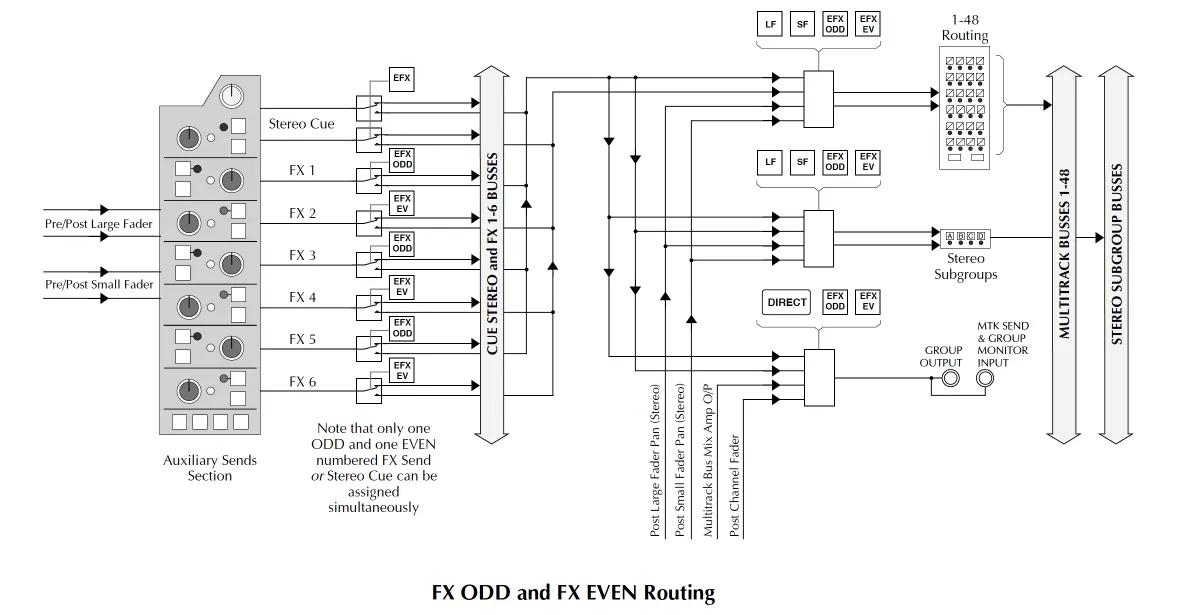 LF SF EFX ODD EFX EV
1-48
Routing
EFX
Stereo Cue
EFX
ODD
FX 1
EFX
EV
FX 2
EFX
ODD
FX 3
EFX
EV
FX 4
EFX
ODD
FX 5
EFX
EV
FX 6
Pre/Post Large Fader
Pre/Post Small Fader
Auxiliary Sends
Section
Note that only one
ODD and one EVEN
numbered FX Send
or Stereo Cue can be
assigned
simultaneously
CUE STEREO and FX 1-6 BUSSES
LF SF EFX ODD EFX EV
A B C D
Stereo
Subgroups
DIRECT EFX ODD EFX EV
GROUP
OUTPUT
MTK SEND
& GROUP
MONITOR
INPUT
Post Large Fader Pan (Stereo)
Post Small Fader Pan (Stereo)
Multitrack Bus Mix Amp O/P
Post Channel Fader
MULTITRACK BUSSES 1-48
STEREO SUBGROUP BUSSES
FX ODD and FX EVEN Routing